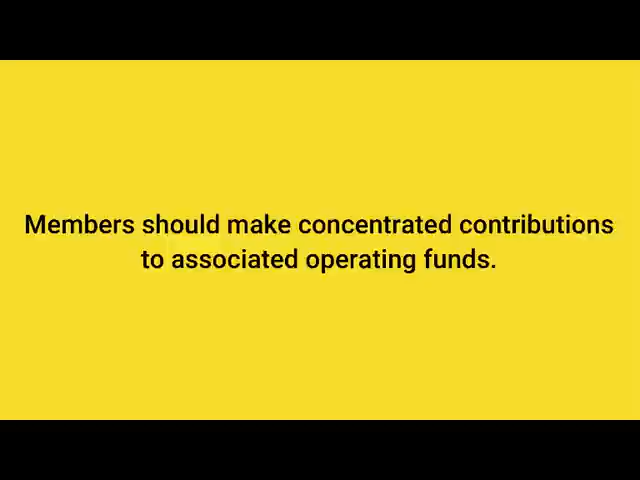 Members should make concentrated contributions
to associated operating funds.